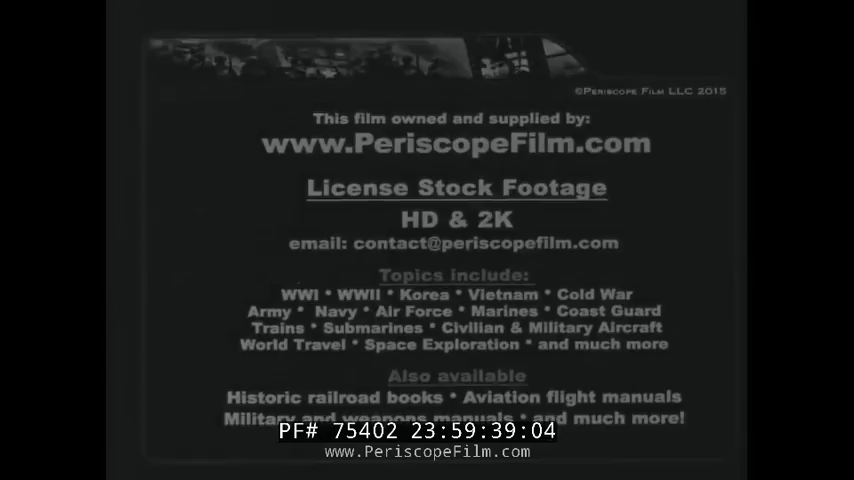 ©Periscope Film LLC 2015
This film owned and supplied by:
www.PeriscopeFilm.com
License Stock Footage
HD & 2K
email: contact@periscopefilm.com
Topics include:
WWI * WWII * Korea * Vietnam * Cold War
Army * Navy * Air Force * Marines * Coast Guard
Trains * Submarines * Civilian & Military Aircraft
World Travel * Space Exploration * and much more
Also available
Historic railroad books * Aviation flight manuals
Military and weapons manuals * and much more!
PF# 75402 23:59:39:04
www.PeriscopeFilm.com